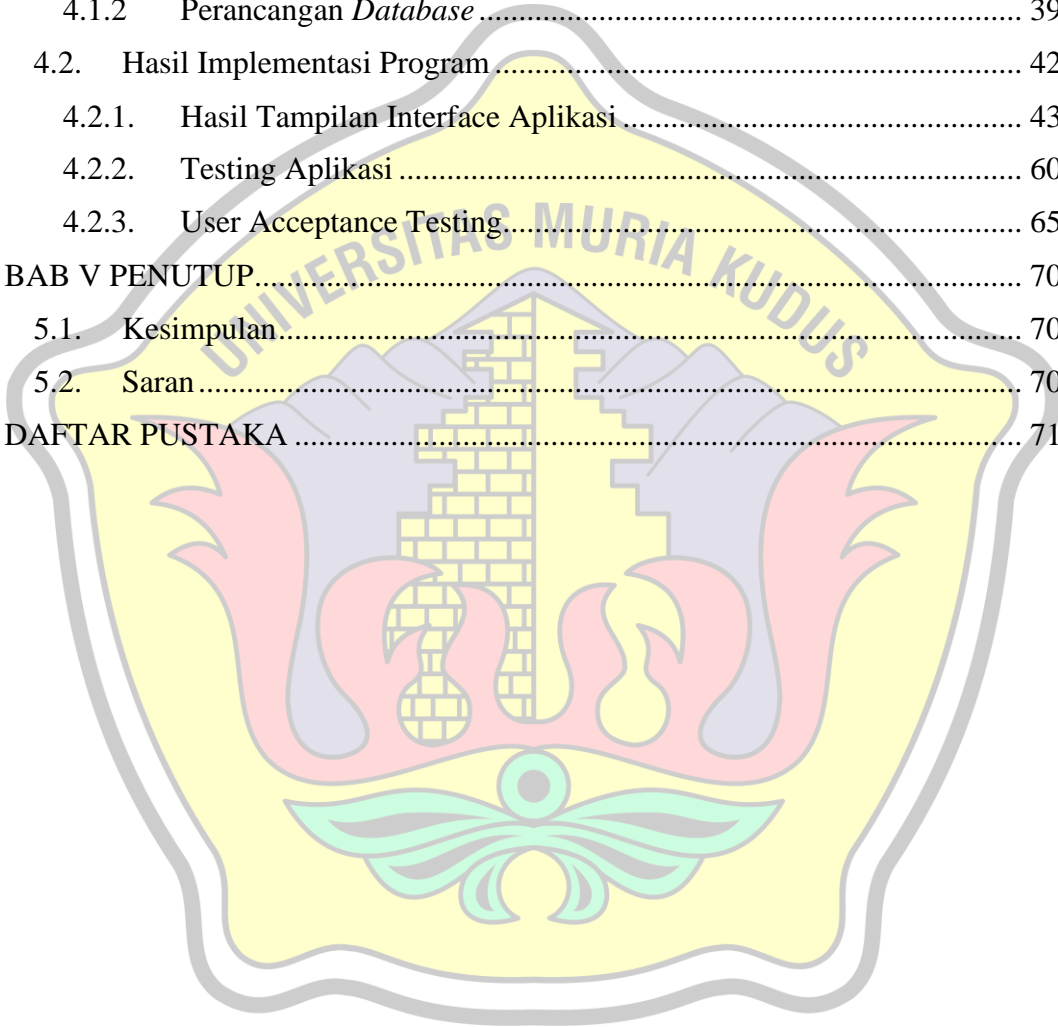 4.1.2 Perancangan Database........................................................................ 39
4.2. Hasil Implementasi Program........................................................................ 42
4.2.1. Hasil Tampilan Interface Aplikasi........................................................................ 43
4.2.2. Testing Aplikasi........................................................................ 60
4.2.3. User Acceptance Testing........................................................................ 65
BAB V PENUTUP........................................................................ 70
5.1. Kesimpulan........................................................................ 70
5.2. Saran........................................................................ 70
DAFTAR PUSTAKA........................................................................ 71
UNIVERSITAS MURIA KUDUS